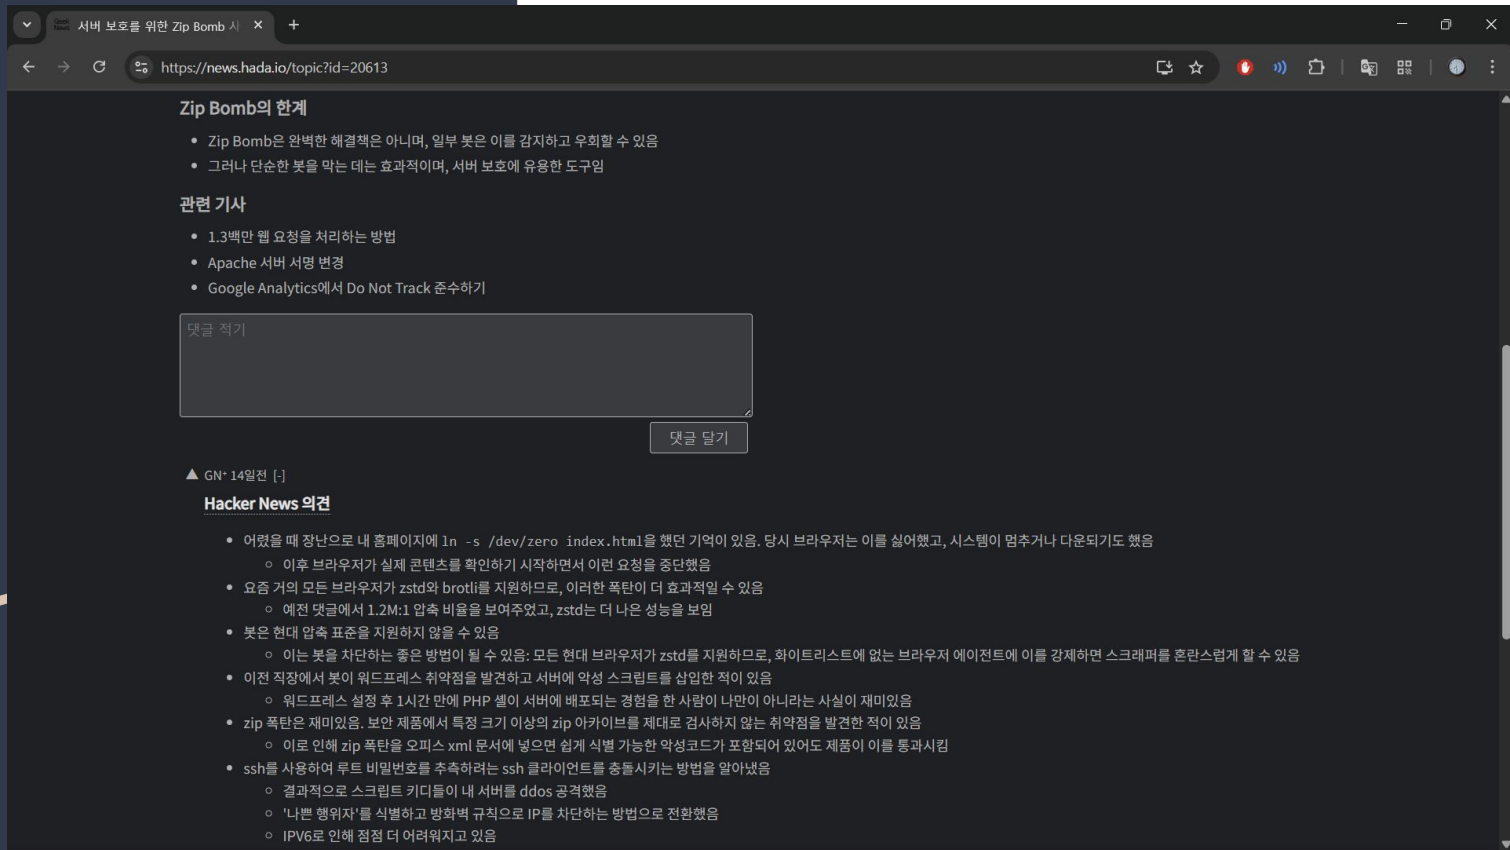 서버 보호를 위한 Zip Bomb 사
https://news.hada.io/topic?id=20613
Zip Bomb의 한계
Zip Bomb은 완벽한 해결책은 아니며, 일부 봇은 이를 감지하고 우회할 수 있음
그러나 단순한 봇을 막는 데는 효과적이며, 서버 보호에 유용한 도구임
관련 기사
1.3백만 웹 요청을 처리하는 방법
Apache 서버 서명 변경
Google Analytics에서 Do Not Track 준수하기
댓글 적기
댓글 달기
▲ GN⁺ 14일전 [-]
Hacker News 의견
어렸을 때 장난으로 내 홈페이지에 ln -s /dev/zero index.html을 했던 기억이 있음. 당시 브라우저는 이를 싫어했고, 시스템이 멈추거나 다운되기도 했음
이후 브라우저가 실제 콘텐츠를 확인하기 시작하면서 이런 요청을 중단했음
요즘 거의 모든 브라우저가 zstd와 brotli를 지원하므로, 이러한 폭탄이 더 효과적일 수 있음
예전 댓글에서 1.2M:1 압축 비율을 보여주었고, zstd는 더 나은 성능을 보임
봇은 현대 압축 표준을 지원하지 않을 수 있음
이는 봇을 차단하는 좋은 방법이 될 수 있음: 모든 현대 브라우저가 zstd를 지원하므로, 화이트리스트에 없는 브라우저 에이전트에 이를 강제하면 스크래퍼를 혼란스럽게 할 수 있음
이전 직장에서 봇이 워드프레스 취약점을 발견하고 서버에 악성 스크립트를 삽입한 적이 있음
워드프레스 설정 후 1시간 만에 PHP 셸이 서버에 배포되는 경험을 한 사람이 나만이 아니라는 사실이 재미있음
zip 폭탄은 재미있음. 보안 제품에서 특정 크기 이상의 zip 아카이브를 제대로 검사하지 않는 취약점을 발견한 적이 있음
이로 인해 zip 폭탄을 오피스 xml 문서에 넣으면 쉽게 식별 가능한 악성코드가 포함되어 있어도 제품이 이를 통과시킴
ssh를 사용하여 루트 비밀번호를 추측하려는 ssh 클라이언트를 충돌시키는 방법을 알아냈음
결과적으로 스크립트 키디들이 내 서버를 ddos 공격했음
'나쁜 행위자'를 식별하고 방화벽 규칙으로 IP를 차단하는 방법으로 전환했음
IPV6로 인해 점점 더 어려워지고 있음